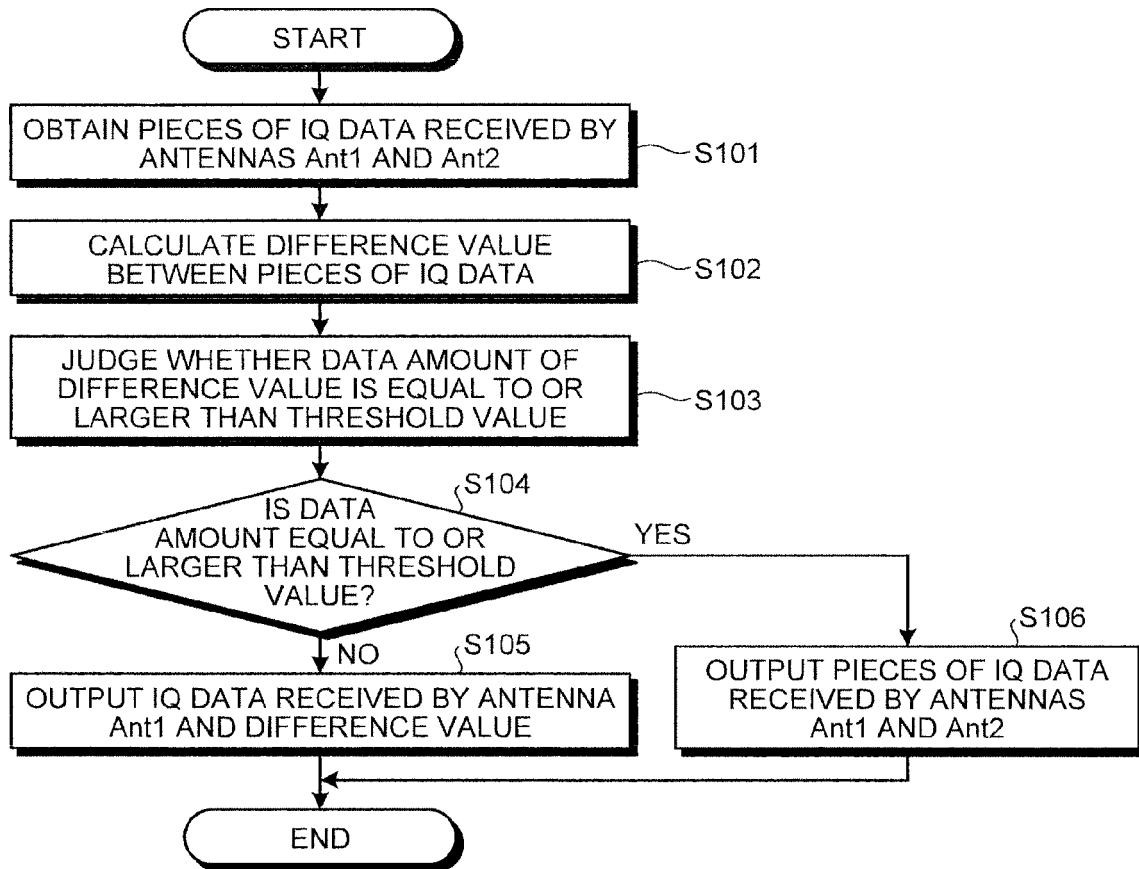 START
OBTAIN PIECES OF IQ DATA RECEIVED BY
ANTENNAS Ant1 AND Ant2
S101
CALCULATE DIFFERENCE VALUE
BETWEEN PIECES OF IQ DATA
S102
JUDGE WHETHER DATA AMOUNT OF
DIFFERENCE VALUE IS EQUAL TO OR
LARGER THAN THRESHOLD VALUE
S103
S104
IS DATA
AMOUNT EQUAL TO OR
LARGER THAN THRESHOLD
VALUE?
YES
NO
S105
OUTPUT IQ DATA RECEIVED BY ANTENNA
Ant1 AND DIFFERENCE VALUE
S106
OUTPUT PIECES OF IQ DATA
RECEIVED BY ANTENNAS
Ant1 AND Ant2
END